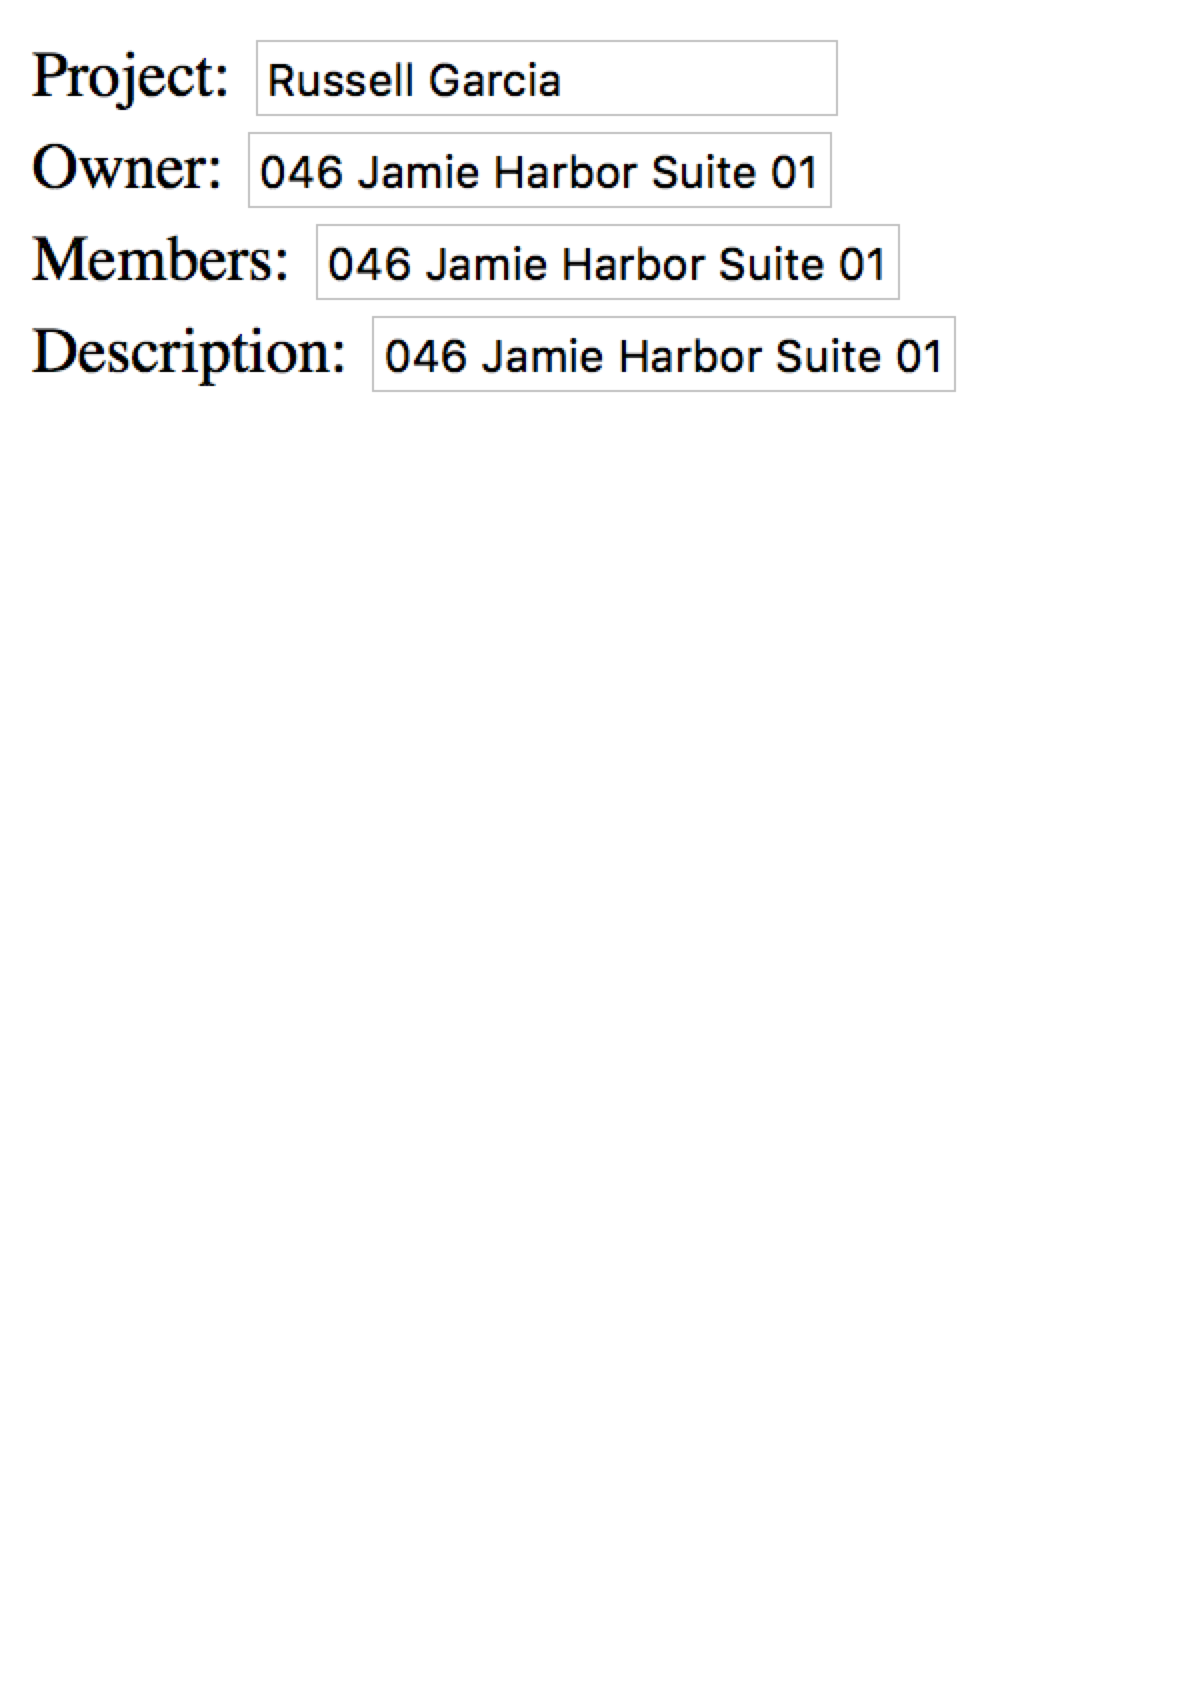 Project: Russell Garcia
Owner: 046 Jamie Harbor Suite 01
Members: 046 Jamie Harbor Suite 01
Description: 046 Jamie Harbor Suite 01